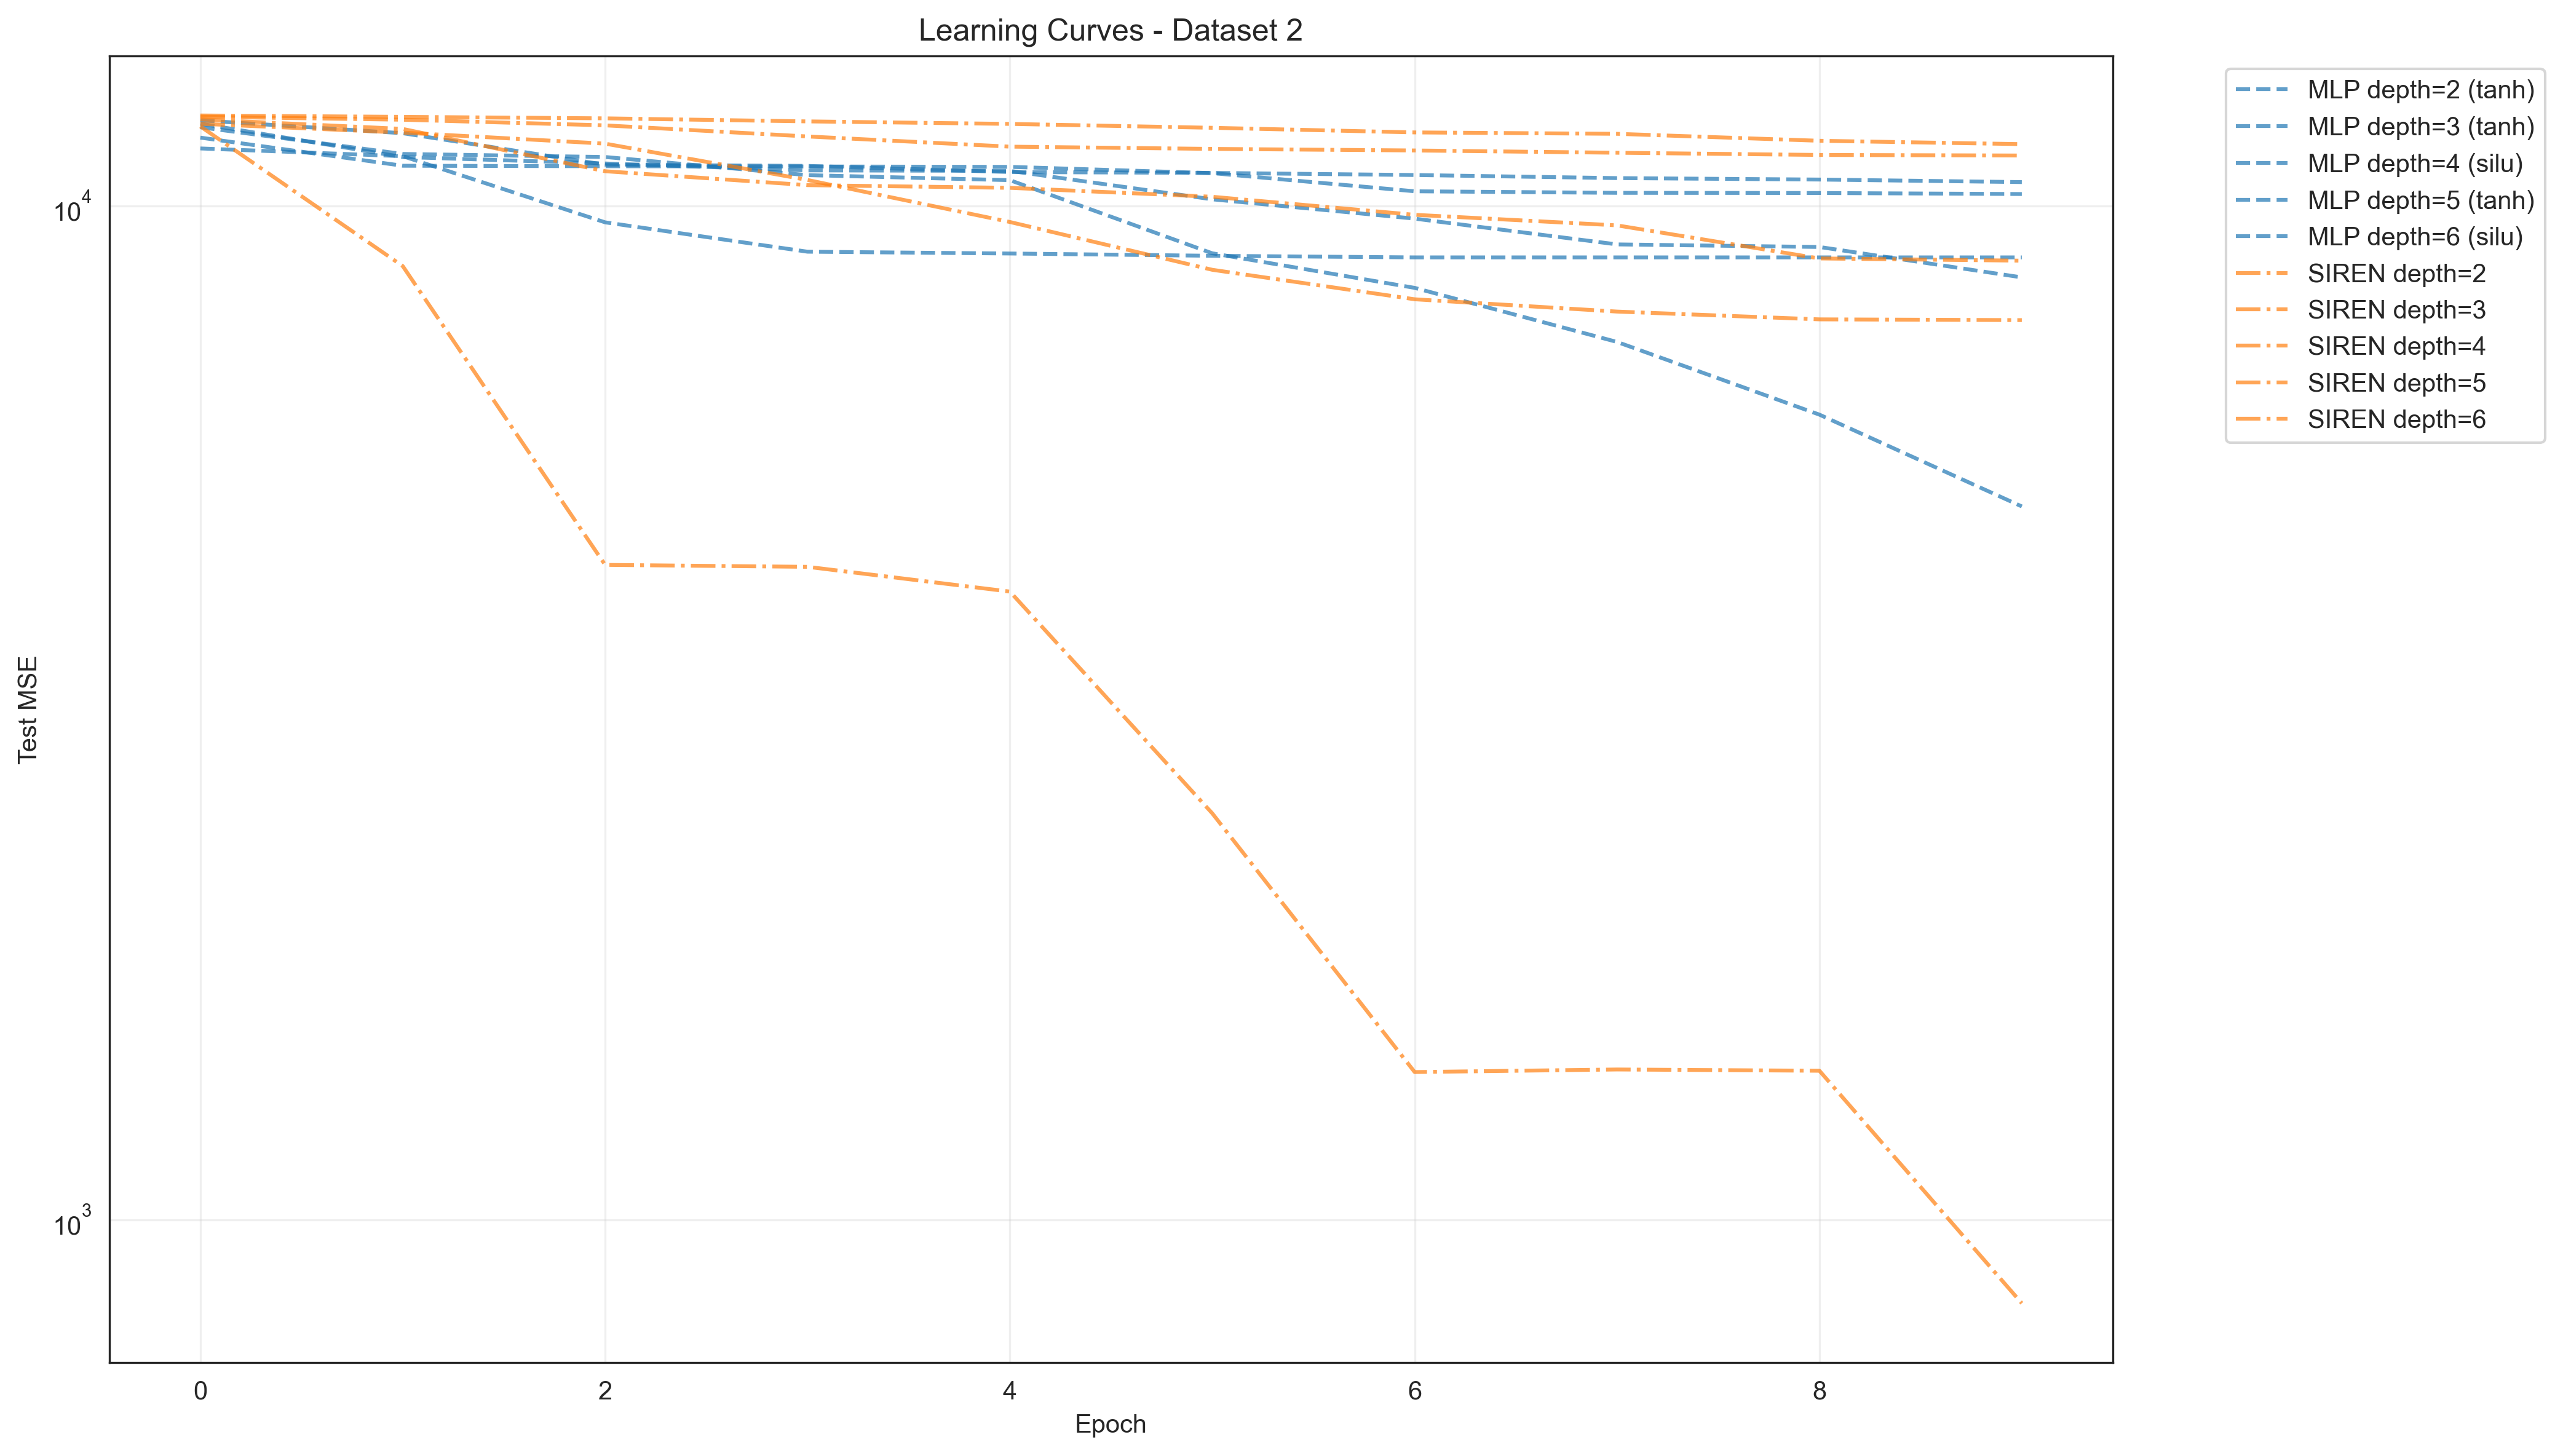 Learning Curves - Dataset 2
MLP depth=2 (tanh)
MLP depth=3 (tanh)
MLP depth=4 (silu)
MLP depth=5 (tanh)
MLP depth=6 (silu)
SIREN depth=2
SIREN depth=3
SIREN depth=4
SIREN depth=5
SIREN depth=6
10^4
10^3
Test MSE
0 2 4 6 8
Epoch